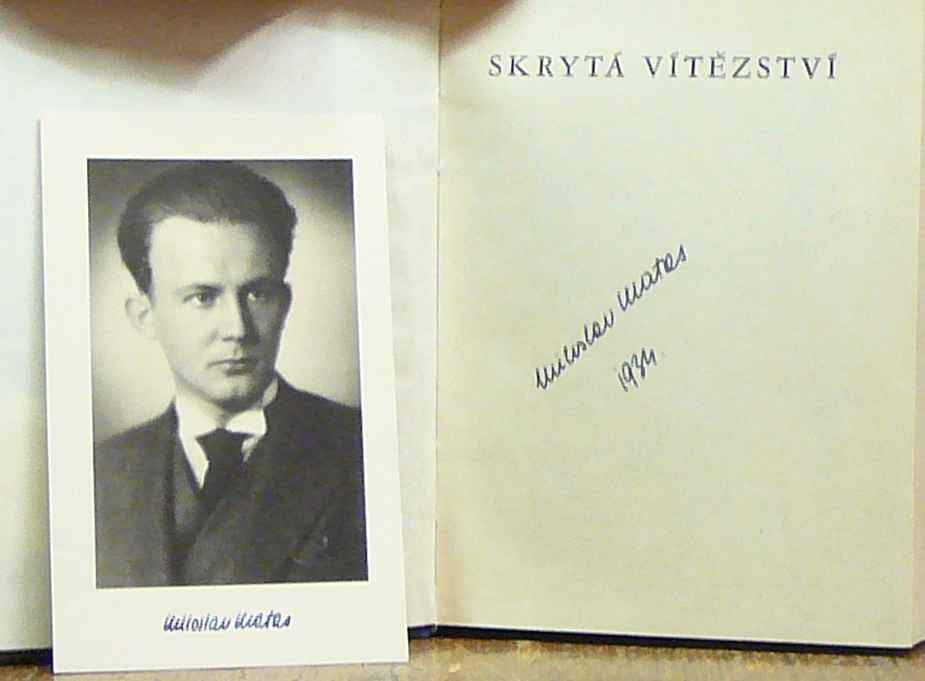 SKRYTÁ VÍTĚZSTVÍ
Miloslav Matas
1934
Miloslav Matas